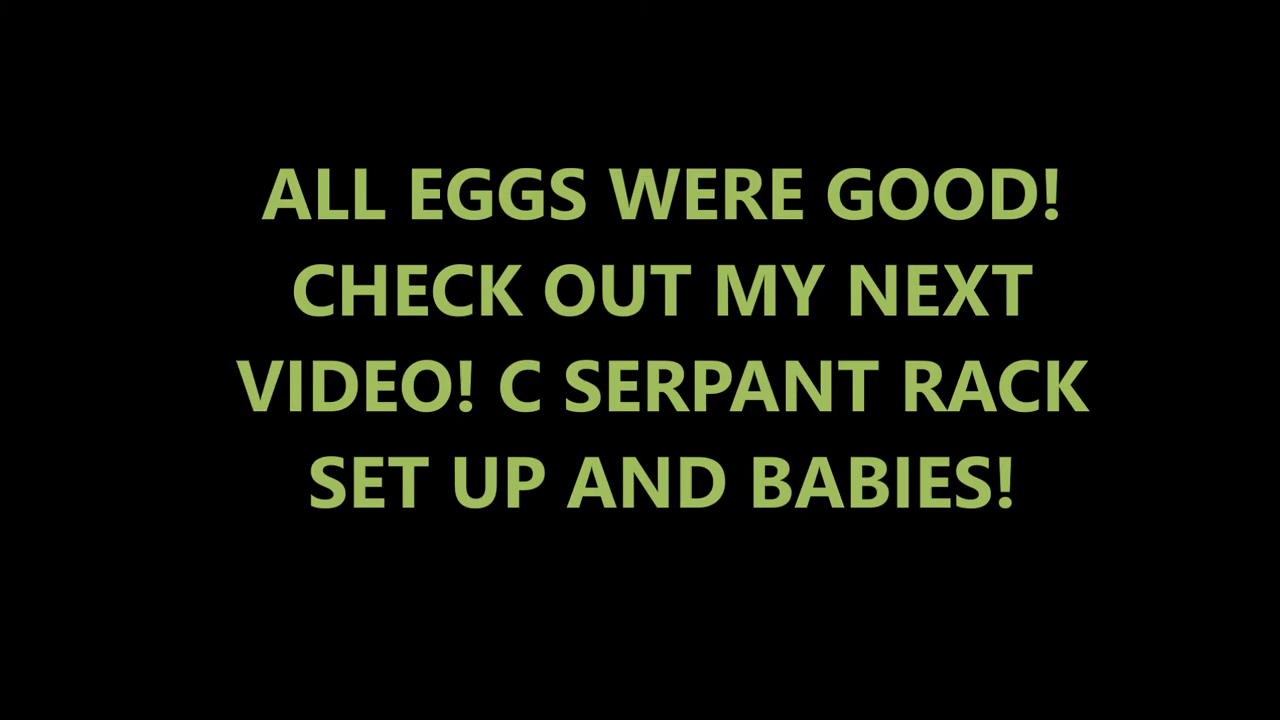 ALL EGGS WERE GOOD!
CHECK OUT MY NEXT
VIDEO! C SERPANT RACK
SET UP AND BABIES!